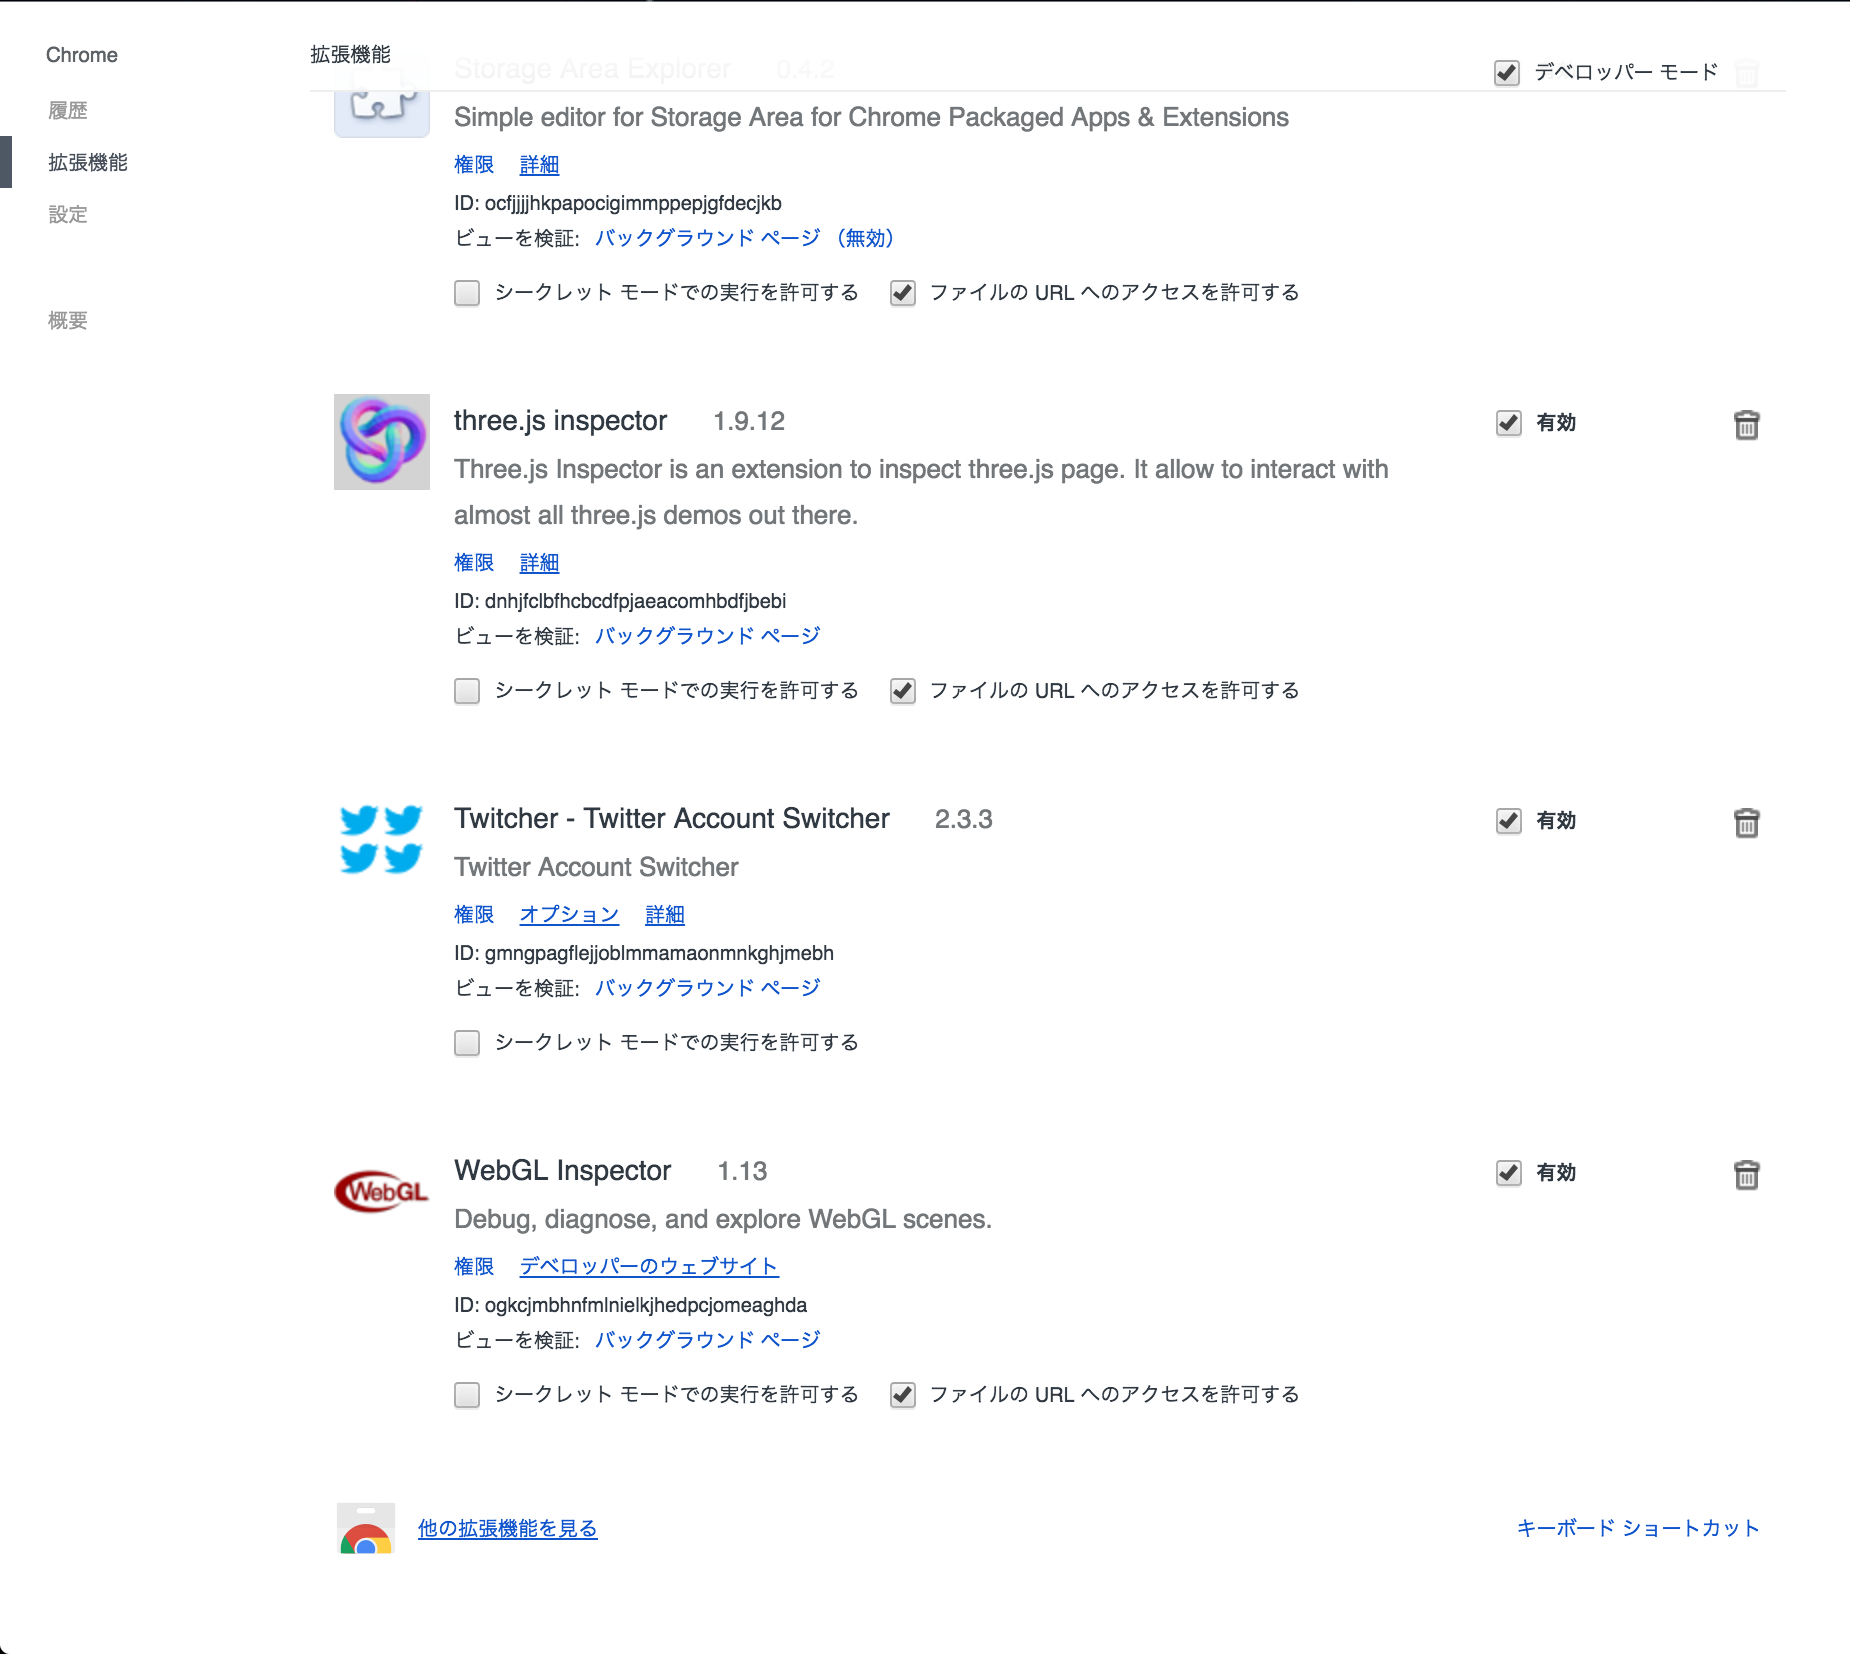 Chrome
履歴
拡張機能
設定
概要
拡張機能
デベロッパー モード
Storage Area Explorer 0.4.2
Simple editor for Storage Area for Chrome Packaged Apps & Extensions
権限 詳細
ID: ocfjjjjhkpapocigimmppepjgfdecjkb
ビューを検証: バックグラウンド ページ （無効）
シークレット モードでの実行を許可する ファイルの URL へのアクセスを許可する
three.js inspector 1.9.12 有効
Three.js Inspector is an extension to inspect three.js page. It allow to interact with
almost all three.js demos out there.
権限 詳細
ID: dnhjfclbfhcbcdfpjaeacomhbdfjbebi
ビューを検証: バックグラウンド ページ
シークレット モードでの実行を許可する ファイルの URL へのアクセスを許可する
Twitcher - Twitter Account Switcher 2.3.3 有効
Twitter Account Switcher
権限 オプション 詳細
ID: gmngpagflejjoblmmamaonmnkghjmebh
ビューを検証: バックグラウンド ページ
シークレット モードでの実行を許可する
WebGL
WebGL Inspector 1.13 有効
Debug, diagnose, and explore WebGL scenes.
権限 デベロッパーのウェブサイト
ID: ogkcjmbhnfmlnielkjhedpcjomeaghda
ビューを検証: バックグラウンド ページ
シークレット モードでの実行を許可する ファイルの URL へのアクセスを許可する
他の拡張機能を見る キーボード ショートカット